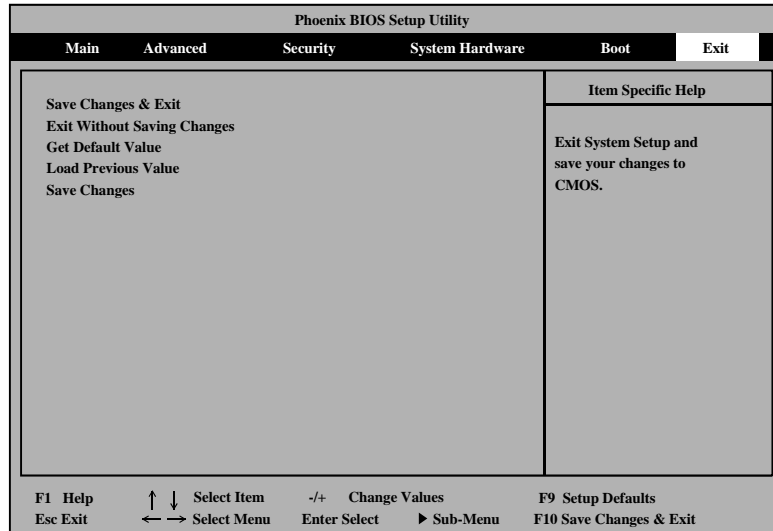 Phoenix BIOS Setup Utility
Main Advanced Security System Hardware Boot Exit
Save Changes & Exit
Exit Without Saving Changes
Get Default Value
Load Previous Value
Save Changes
Item Specific Help
Exit System Setup and
save your changes to
CMOS.
F1 Help ↑ ↓ Select Item -/+ Change Values F9 Setup Defaults
Esc Exit ← → Select Menu Enter Select ▶ Sub-Menu F10 Save Changes & Exit